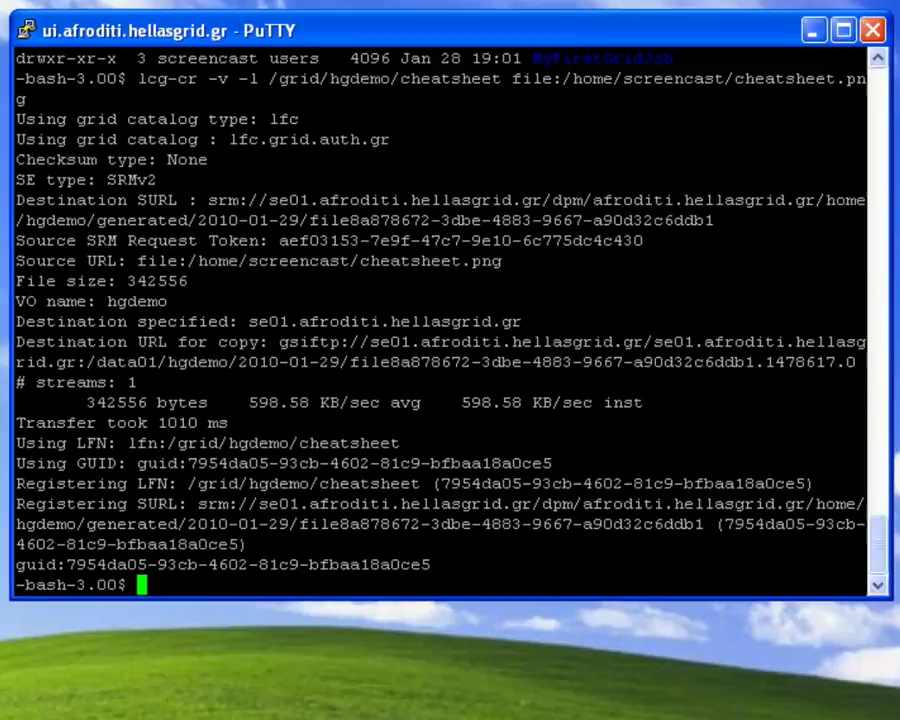 ui.afroditi.hellasgrid.gr - PuTTY
drwxr-xr-x  3 screencast users   4096 Jan 28 19:01 MyFirstGridJob
-bash-3.00$ lcg-cr -v -l /grid/hgdemo/cheatsheet file:/home/screencast/cheatsheet.pn
g
Using grid catalog type: lfc
Using grid catalog : lfc.grid.auth.gr
Checksum type: None
SE type: SRMv2
Destination SURL : srm://se01.afroditi.hellasgrid.gr/dpm/afroditi.hellasgrid.gr/home
/hgdemo/generated/2010-01-29/file8a878672-3dbe-4883-9667-a90d32c6ddb1
Source SRM Request Token: aef03153-7e9f-47c7-9e10-6c775dc4c430
Source URL: file:/home/screencast/cheatsheet.png
File size: 342556
VO name: hgdemo
Destination specified: se01.afroditi.hellasgrid.gr
Destination URL for copy: gsiftp://se01.afroditi.hellasgrid.gr/se01.afroditi.hellasg
rid.gr:/data01/hgdemo/2010-01-29/file8a878672-3dbe-4883-9667-a90d32c6ddb1.1478617.0
# streams: 1
       342556 bytes    598.58 KB/sec avg    598.58 KB/sec inst
Transfer took 1010 ms
Using LFN: lfn:/grid/hgdemo/cheatsheet
Using GUID: guid:7954da05-93cb-4602-81c9-bfbaa18a0ce5
Registering LFN: /grid/hgdemo/cheatsheet (7954da05-93cb-4602-81c9-bfbaa18a0ce5)
Registering SURL: srm://se01.afroditi.hellasgrid.gr/dpm/afroditi.hellasgrid.gr/home/
hgdemo/generated/2010-01-29/file8a878672-3dbe-4883-9667-a90d32c6ddb1 (7954da05-93cb-
4602-81c9-bfbaa18a0ce5)
guid:7954da05-93cb-4602-81c9-bfbaa18a0ce5
-bash-3.00$